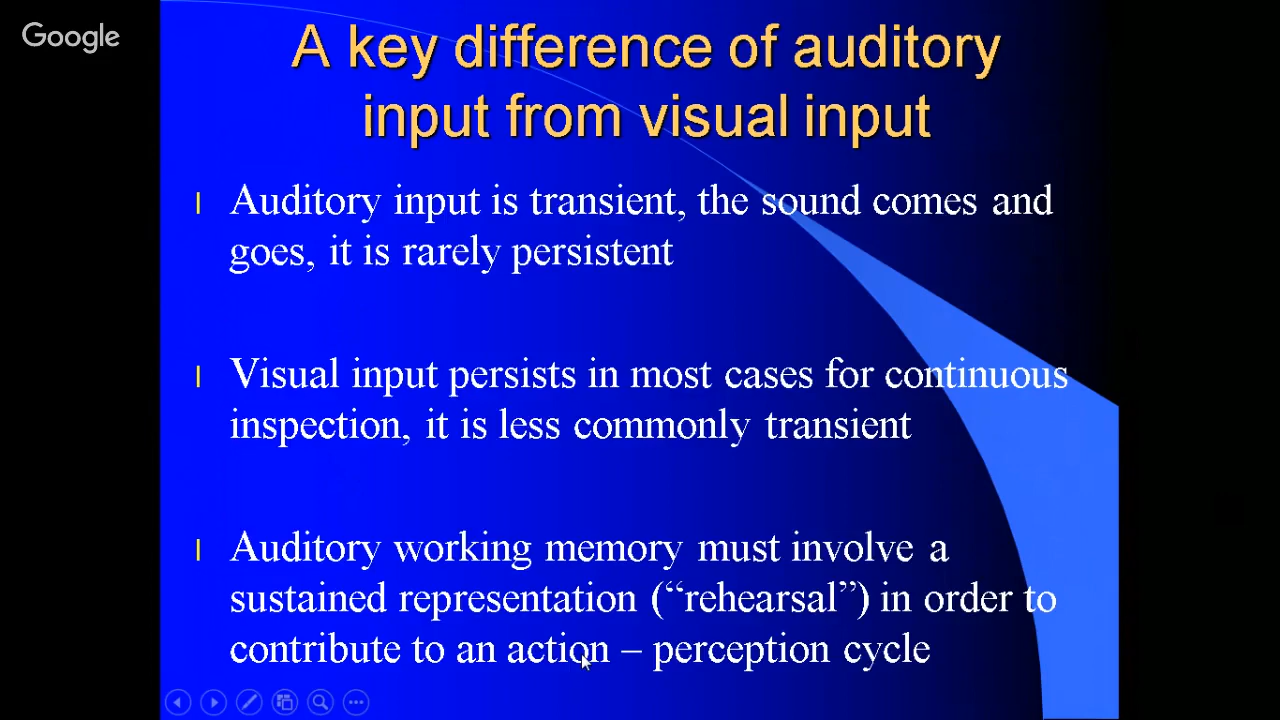 Google
A key difference of auditory
input from visual input
Auditory input is transient, the sound comes and
goes, it is rarely persistent
Visual input persists in most cases for continuous
inspection, it is less commonly transient
Auditory working memory must involve a
sustained representation (“rehearsal”) in order to
contribute to an action – perception cycle